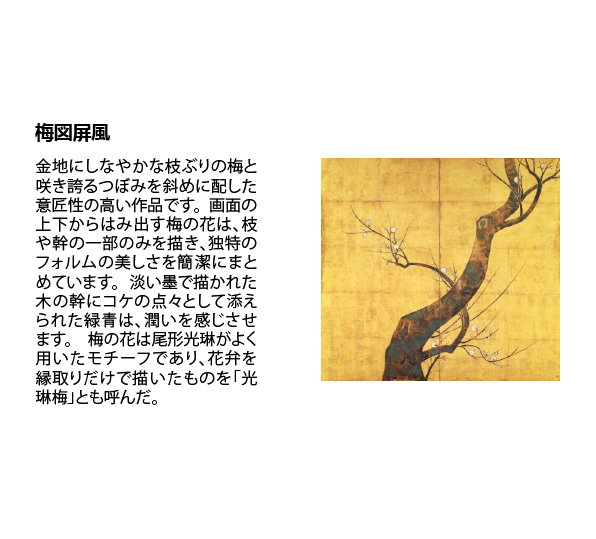 梅図屏風
金地にしなやかな枝ぶりの梅と
咲き誇るつぼみを斜めに配した
意匠性の高い作品です。画面の
上下からはみ出す梅の花は、枝
や幹の一部のみを描き、独特の
フォルムの美しさを簡潔にまと
めています。 淡い墨で描かれた
木の幹にコケの点々として添え
られた緑青は、潤いを感じさせ
ます。 梅の花は尾形光琳がよく
用いたモチーフであり、花弁を
縁取りだけで描いたものを「光
琳梅」とも呼んだ。